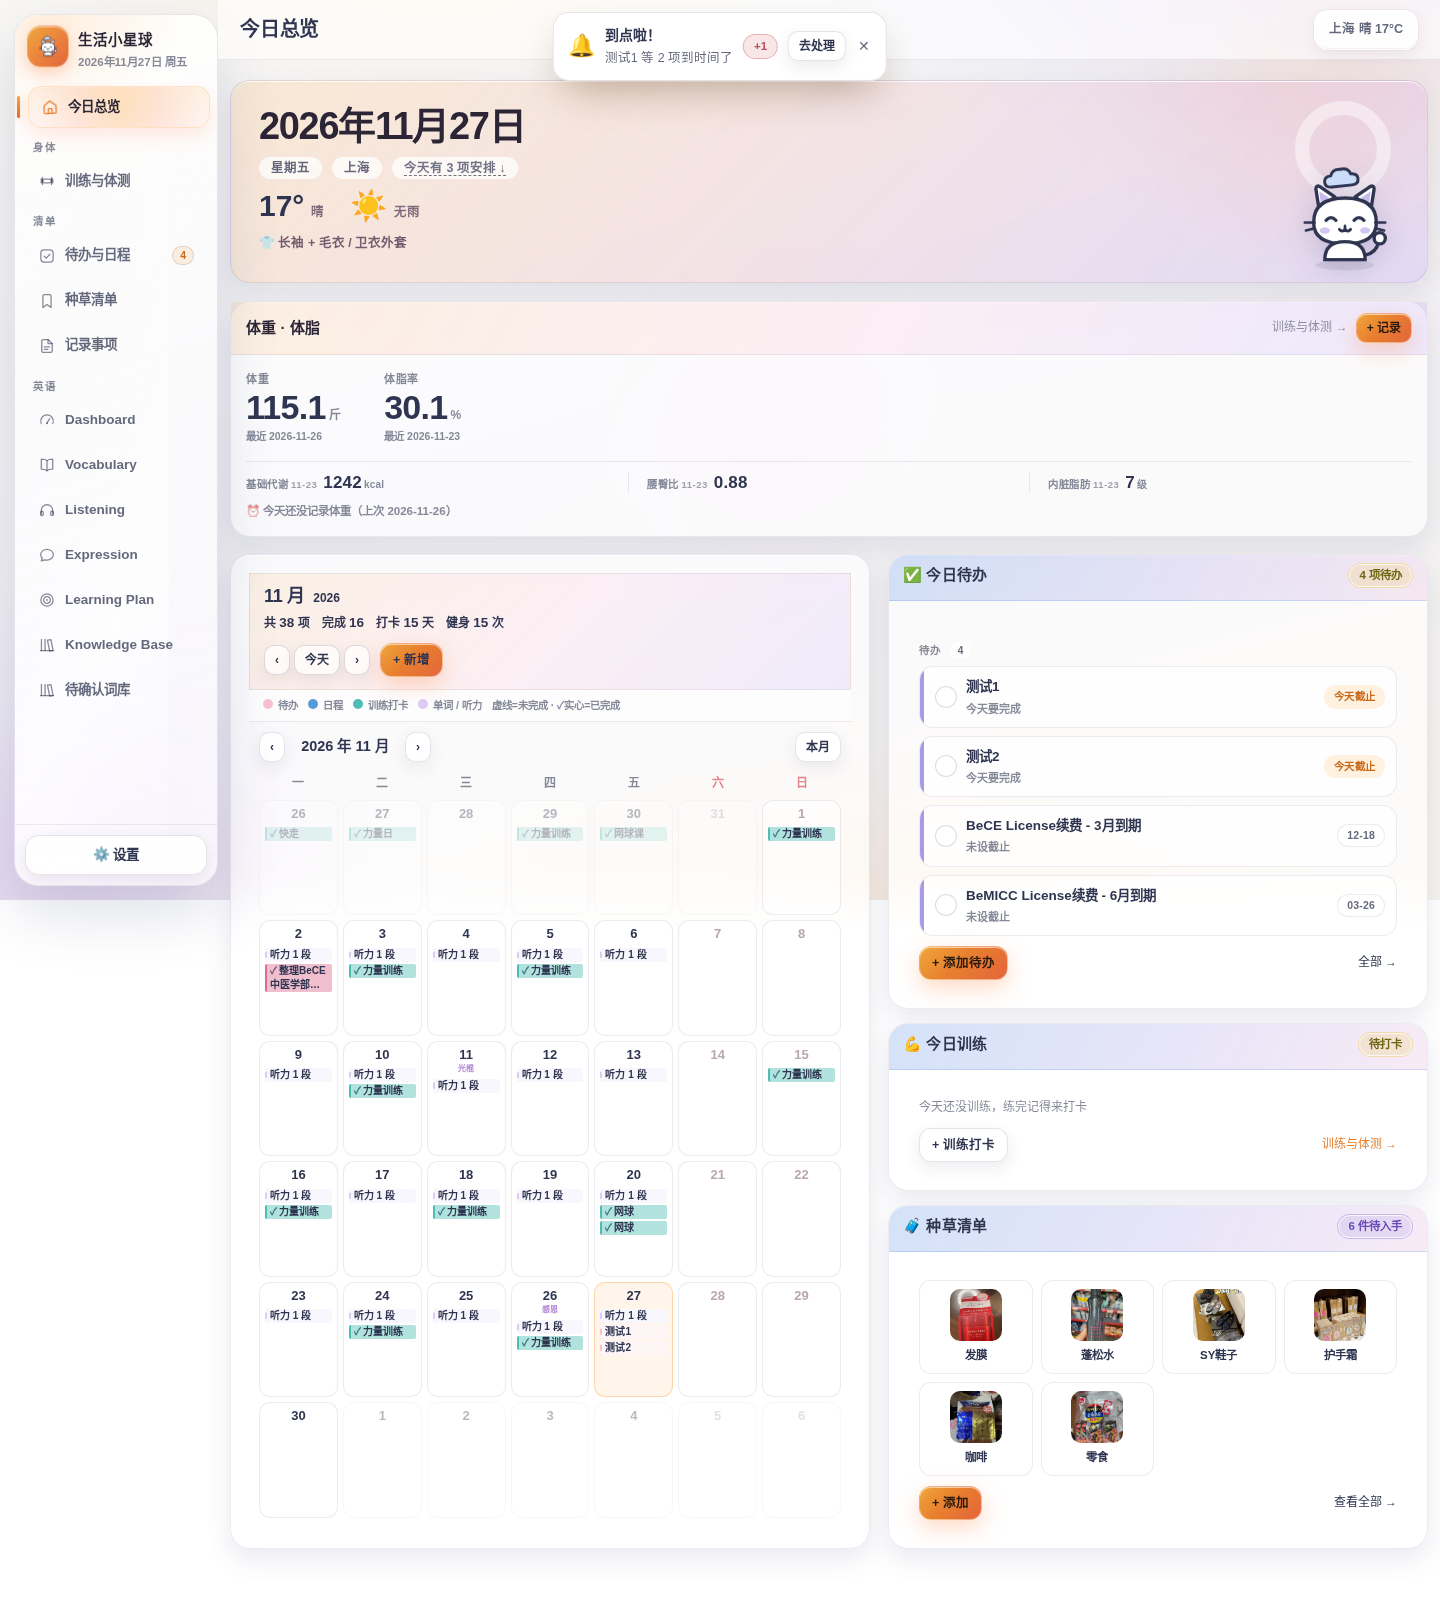 生活小星球
2026年11月27日 周五
今日总览
身体
训练与体测
清单
待办与日程 4
种草清单
记录事项
英语
Dashboard
Vocabulary
Listening
Expression
Learning Plan
Knowledge Base
待确认词库
⚙️ 设置
今日总览
🔔 到点啦！
测试1 等 2 项到时间了
+1 去处理 ✕
上海 晴 17°C
2026年11月27日
星期五 上海 今天有 3 项安排 ↓
17° 晴 ☀️ 无雨
👕 长袖 + 毛衣 / 卫衣外套
体重 · 体脂
训练与体测 → + 记录
体重 体脂率
115.1 斤 30.1 %
最近 2026-11-26 最近 2026-11-23
基础代谢 11-23 1242 kcal 腰臀比 11-23 0.88 内脏脂肪 11-23 7 级
⏰ 今天还没记录体重（上次 2026-11-26）
11 月 2026
共 38 项 完成 16 打卡 15 天 健身 15 次
‹ 今天 › + 新增
待办 日程 训练打卡 单词 / 听力 虚线=未完成 · ✓实心=已完成
‹ 2026 年 11 月 › 本月
一 二 三 四 五 六 日
26 27 28 29 30 31 1
✓快走 ✓力量日 ✓力量训练 ✓网球课 ✓力量训练
2 3 4 5 6 7 8
听力 1 段 听力 1 段 听力 1 段 听力 1 段 听力 1 段
✓整理BeCE ✓力量训练 ✓力量训练
中医学部…
9 10 11 12 13 14 15
光棍
听力 1 段 听力 1 段 听力 1 段 听力 1 段 听力 1 段 ✓力量训练
✓力量训练
16 17 18 19 20 21 22
听力 1 段 听力 1 段 听力 1 段 听力 1 段 听力 1 段
✓力量训练 ✓力量训练 ✓网球
✓网球
23 24 25 26 27 28 29
感恩
听力 1 段 听力 1 段 听力 1 段 听力 1 段 听力 1 段
✓力量训练 ✓力量训练 测试1
测试2
30 1 2 3 4 5 6
✅ 今日待办 4 项待办
待办 4
测试1
今天要完成
今天截止
测试2
今天要完成
今天截止
BeCE License续费 - 3月到期
未设截止
12-18
BeMICC License续费 - 6月到期
未设截止
03-26
+ 添加待办 全部 →
💪 今日训练 待打卡
今天还没训练，练完记得来打卡
+ 训练打卡 训练与体测 →
🧳 种草清单 6 件待入手
发膜 蓬松水 SY鞋子 护手霜
咖啡 零食
+ 添加 查看全部 →